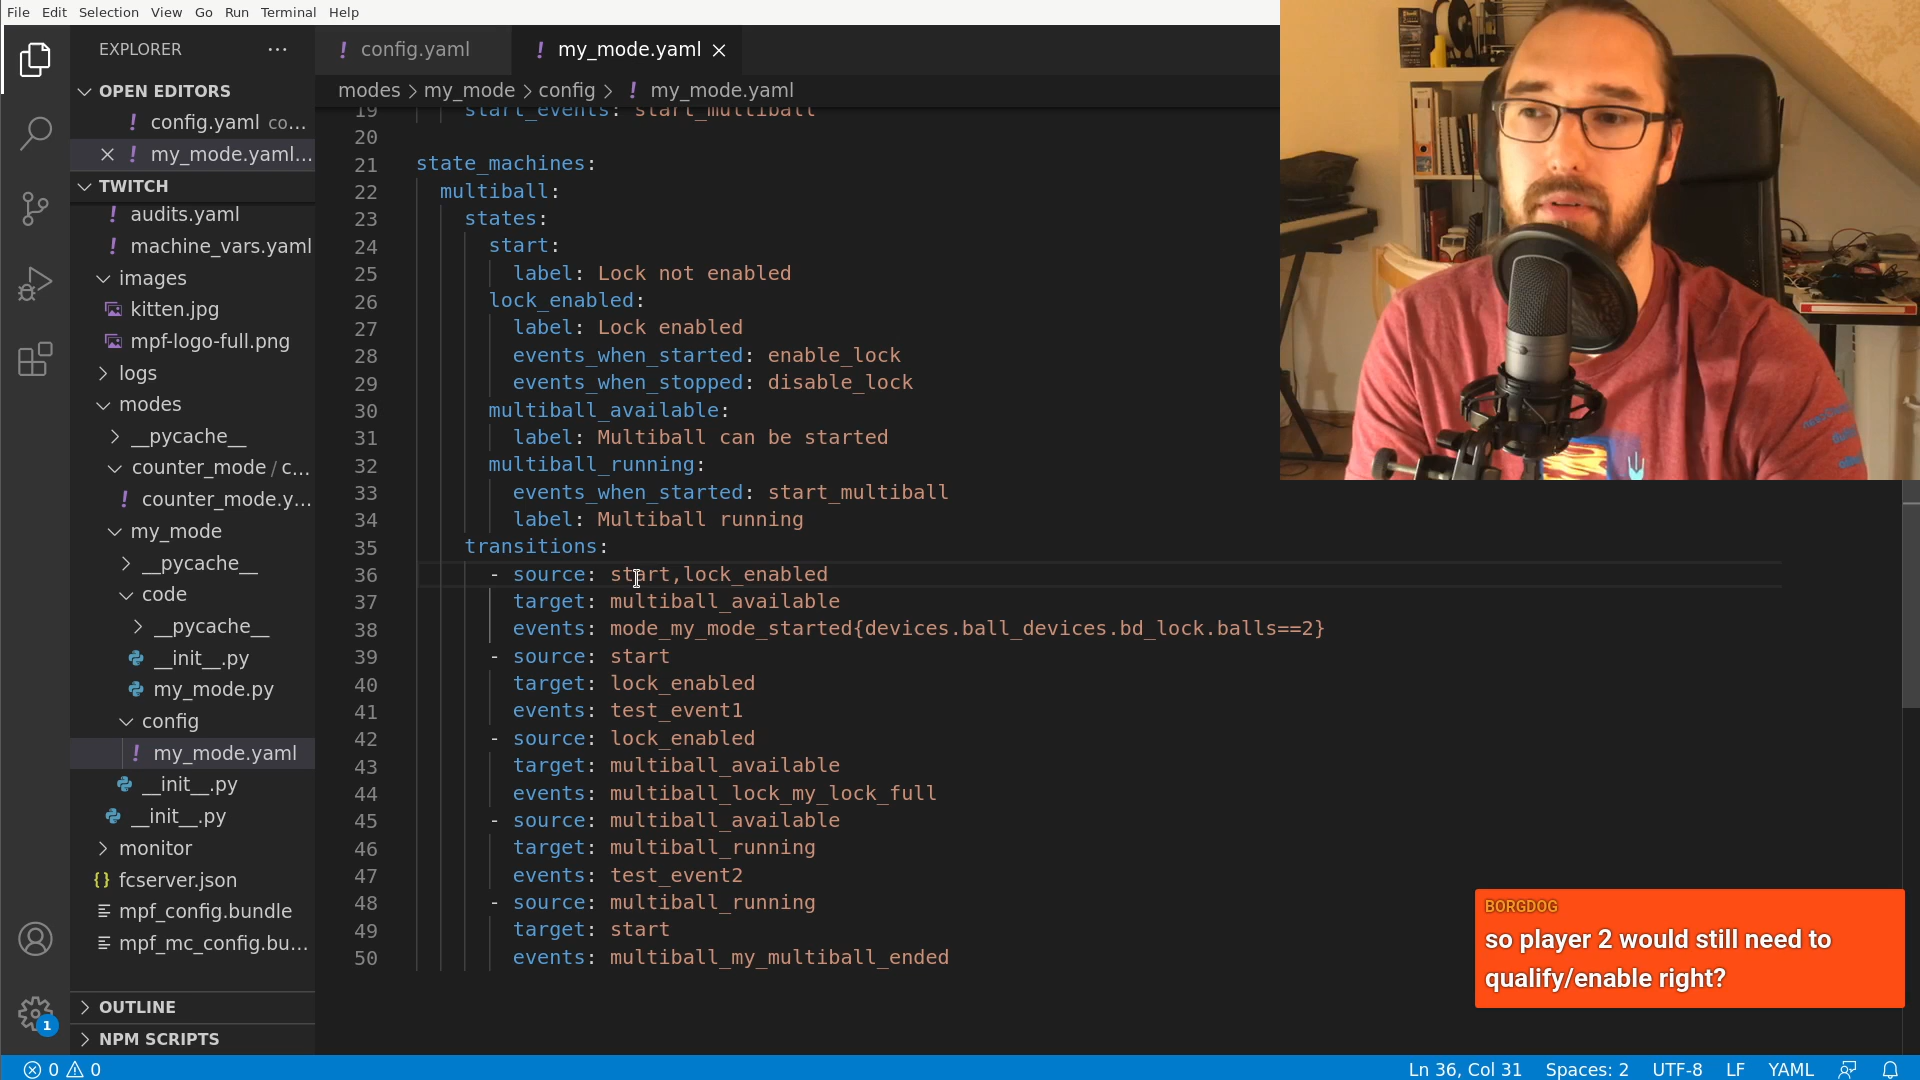 File Edit Selection View Go Run Terminal Help
EXPLORER ···
OPEN EDITORS
! config.yaml co...
! my_mode.yaml...
TWITCH
! audits.yaml
! machine_vars.yaml
images
kitten.jpg
mpf-logo-full.png
logs
modes
__pycache__
counter_mode / c...
! counter_mode.y...
my_mode
__pycache__
code
__pycache__
__init__.py
my_mode.py
config
! my_mode.yaml
__init__.py
__init__.py
monitor
{} fcserver.json
mpf_config.bundle
mpf_mc_config.bu...
OUTLINE
NPM SCRIPTS
1
! config.yaml
! my_mode.yaml
modes > my_mode > config > ! my_mode.yaml
19 start_events: start_multiball
20
21 state_machines:
22 multiball:
23 states:
24 start:
25 label: Lock not enabled
26 lock_enabled:
27 label: Lock enabled
28 events_when_started: enable_lock
29 events_when_stopped: disable_lock
30 multiball_available:
31 label: Multiball can be started
32 multiball_running:
33 events_when_started: start_multiball
34 label: Multiball running
35 transitions:
36 - source: start,lock_enabled
37 target: multiball_available
38 events: mode_my_mode_started{devices.ball_devices.bd_lock.balls==2}
39 - source: start
40 target: lock_enabled
41 events: test_event1
42 - source: lock_enabled
43 target: multiball_available
44 events: multiball_lock_my_lock_full
45 - source: multiball_available
46 target: multiball_running
47 events: test_event2
48 - source: multiball_running
49 target: start
50 events: multiball_my_multiball_ended
BORGDOG
so player 2 would still need to
qualify/enable right?
0 0
Ln 36, Col 31 Spaces: 2 UTF-8 LF YAML